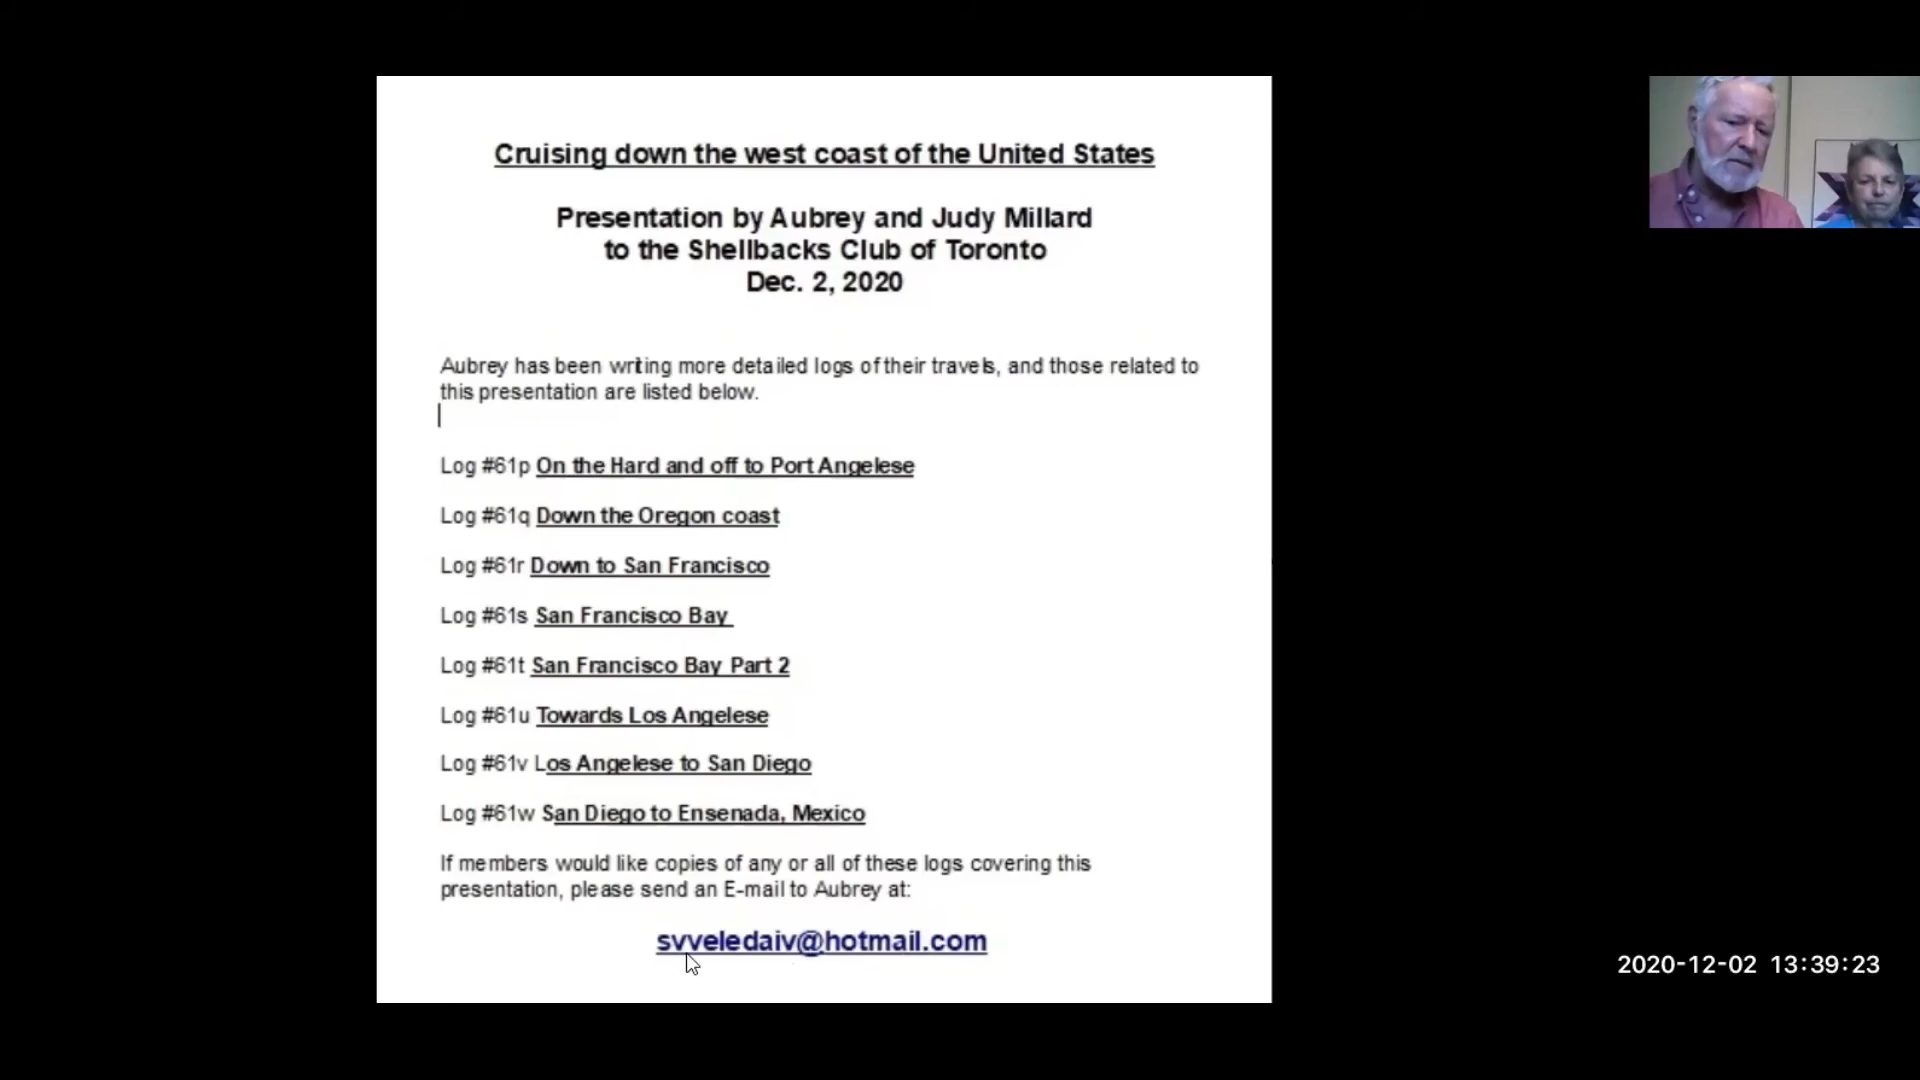 Cruising down the west coast of the United States
Presentation by Aubrey and Judy Millard
to the Shellbacks Club of Toronto
Dec. 2, 2020
Aubrey has been writing more detailed logs of their travels, and those related to
this presentation are listed below.
Log #61p On the Hard and off to Port Angelese
Log #61q Down the Oregon coast
Log #61r Down to San Francisco
Log #61s San Francisco Bay
Log #61t San Francisco Bay Part 2
Log #61u Towards Los Angelese
Log #61v Los Angelese to San Diego
Log #61w San Diego to Ensenada, Mexico
If members would like copies of any or all of these logs covering this
presentation, please send an E-mail to Aubrey at:
svveledaiv@hotmail.com
2020-12-02 13:39:23